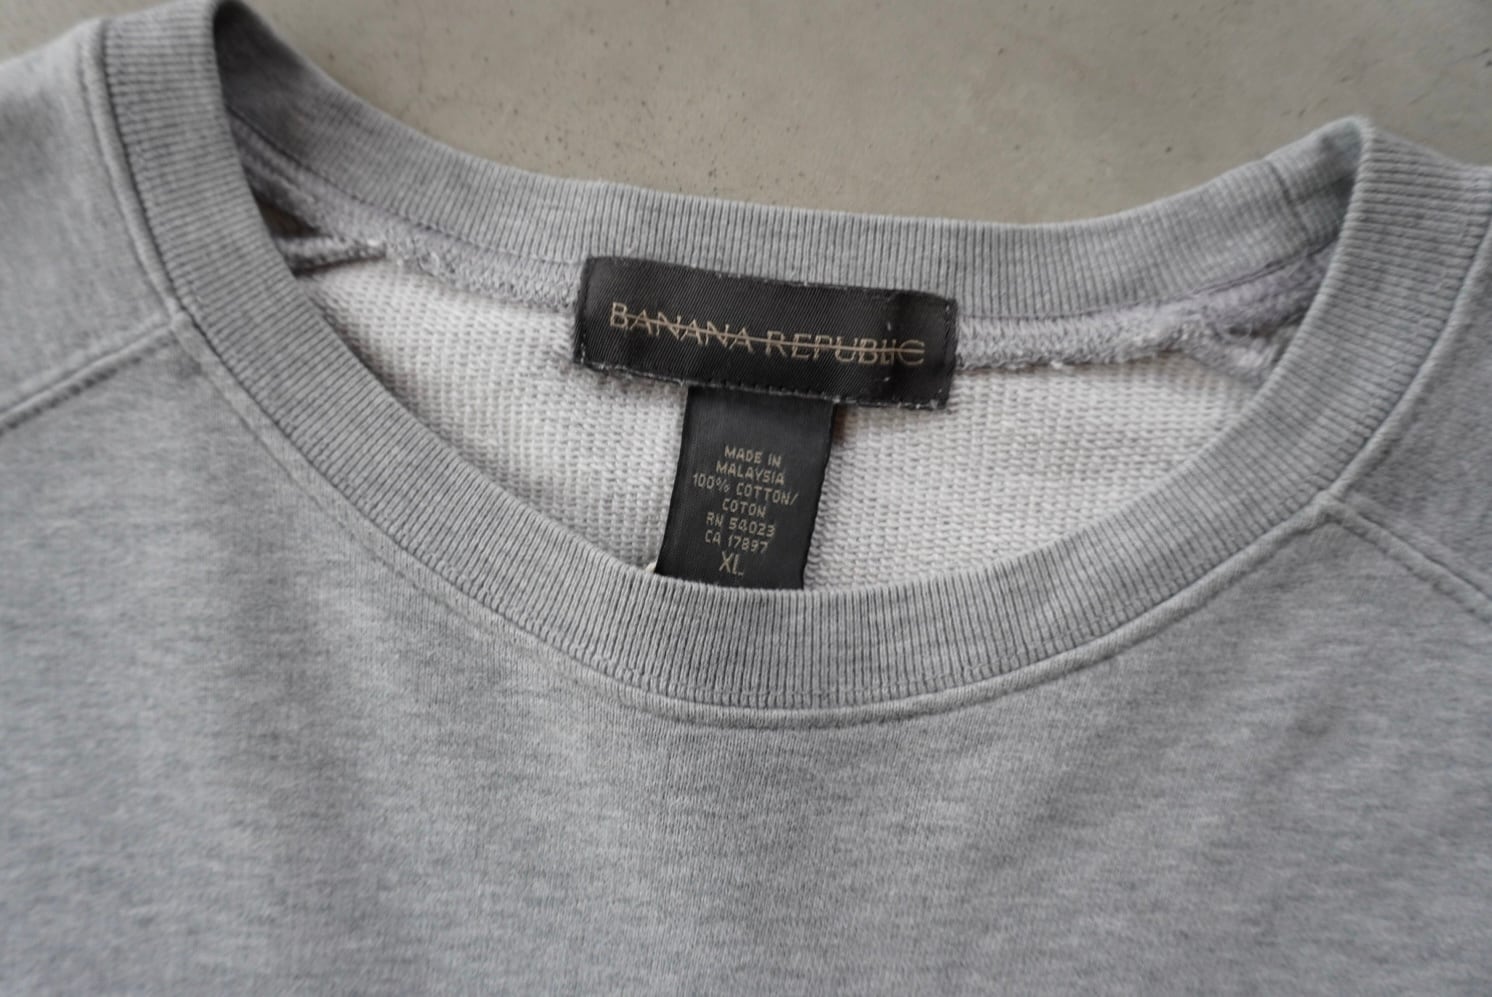 BANANA REPUBLIC
MADE IN
MALAYSIA
100% COTTON/
COTON
RN 54023
CA 17897
XL